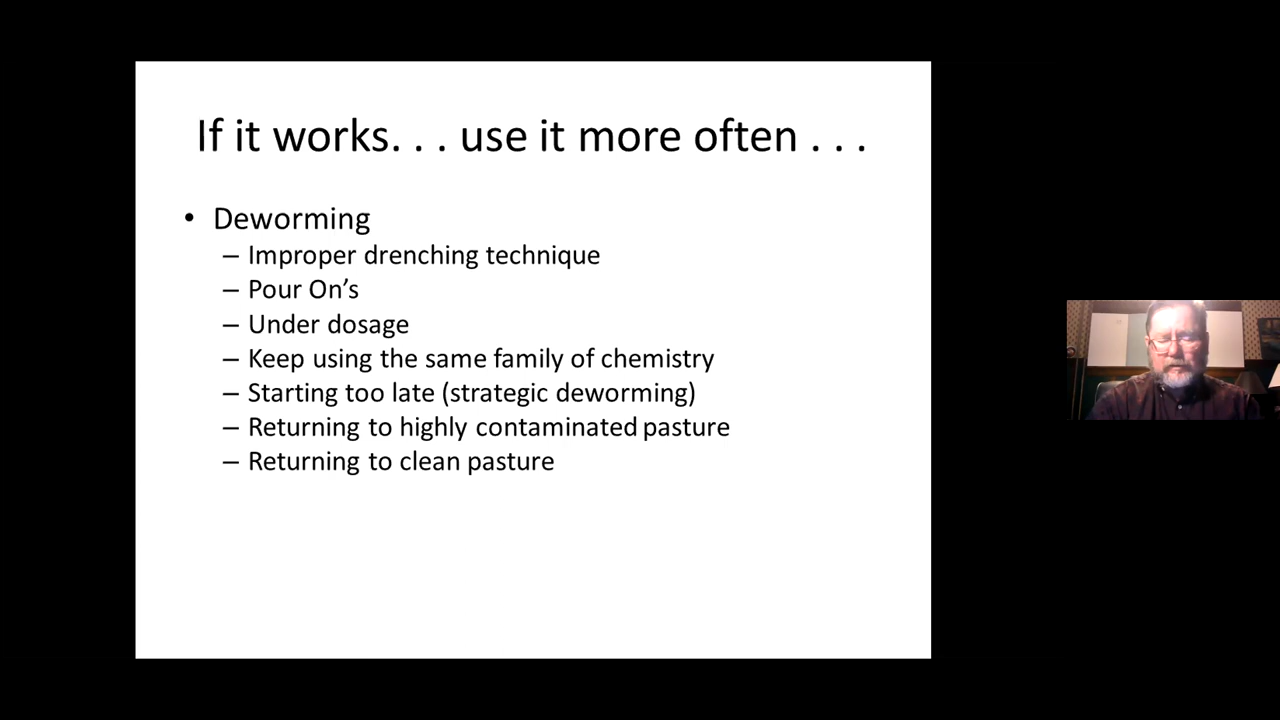 If it works. . . use it more often . . .
• Deworming
– Improper drenching technique
– Pour On’s
– Under dosage
– Keep using the same family of chemistry
– Starting too late (strategic deworming)
– Returning to highly contaminated pasture
– Returning to clean pasture